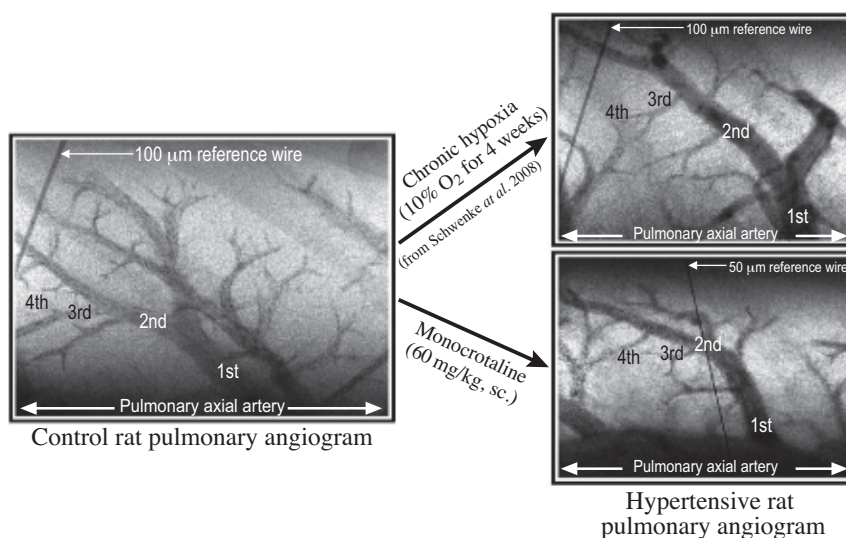 100 μm reference wire
4th
3rd
2nd
1st
Pulmonary axial artery
Control rat pulmonary angiogram
Chronic hypoxia
(10% O₂ for 4 weeks)
(from Schwenke at al. 2008)
Monocrotaline
(60 mg/kg, sc.)
100 μm reference wire
4th
3rd
2nd
1st
Pulmonary axial artery
50 μm reference wire
4th
3rd
2nd
1st
Pulmonary axial artery
Hypertensive rat
pulmonary angiogram